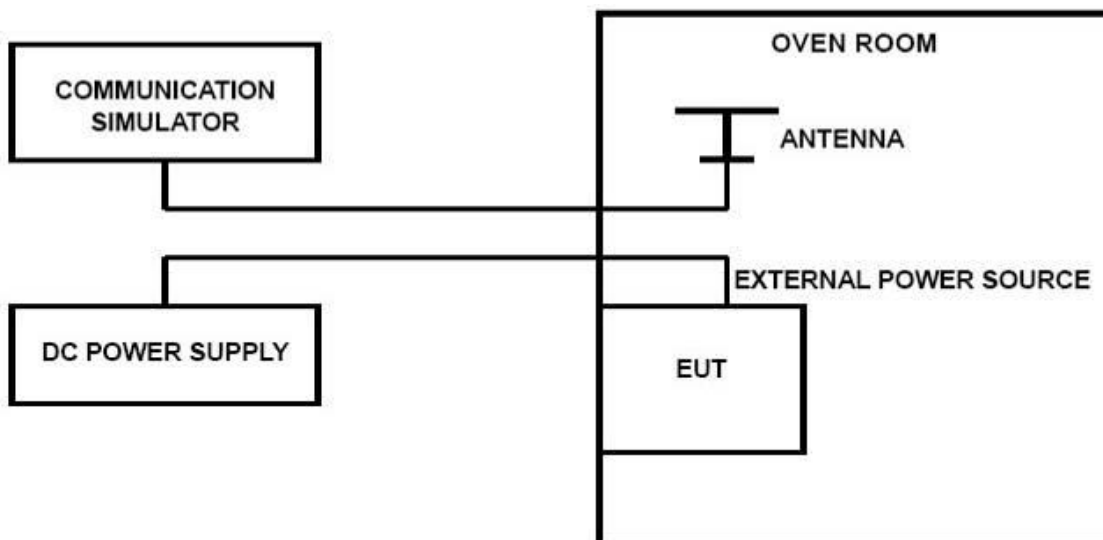 OVEN ROOM
COMMUNICATION
SIMULATOR
ANTENNA
EXTERNAL POWER SOURCE
DC POWER SUPPLY
EUT